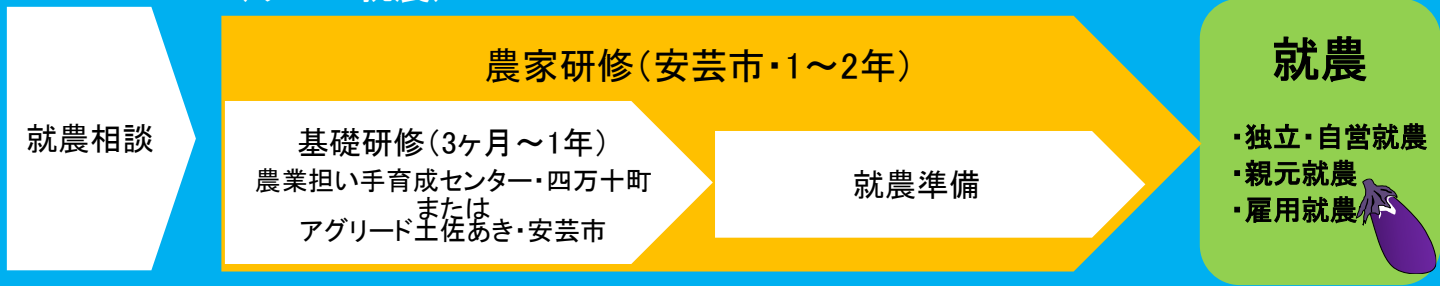 就農相談
農家研修(安芸市・1～2年)
基礎研修(3ヶ月～1年)
農業担い手育成センター・四万十町
または
アグリード土佐あき・安芸市
就農準備
就農
・独立・自営就農
・親元就農
・雇用就農